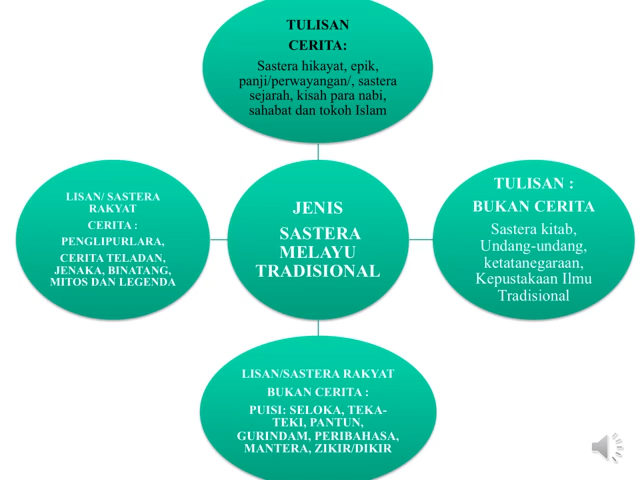 TULISAN
CERITA:
Sastera hikayat, epik,
panji/perwayangan/, sastera
sejarah, kisah para nabi,
sahabat dan tokoh Islam
LISAN/ SASTERA
RAKYAT
CERITA :
PENGLIPURLARA,
CERITA TELADAN,
JENAKA, BINATANG,
MITOS DAN LEGENDA
JENIS
SASTERA
MELAYU
TRADISIONAL
TULISAN :
BUKAN CERITA
Sastera kitab,
Undang-undang,
ketatanegaraan,
Kepustakaan Ilmu
Tradisional
LISAN/SASTERA RAKYAT
BUKAN CERITA :
PUISI: SELOKA, TEKA-
TEKI, PANTUN,
GURINDAM, PERIBAHASA,
MANTERA, ZIKIR/DIKIR